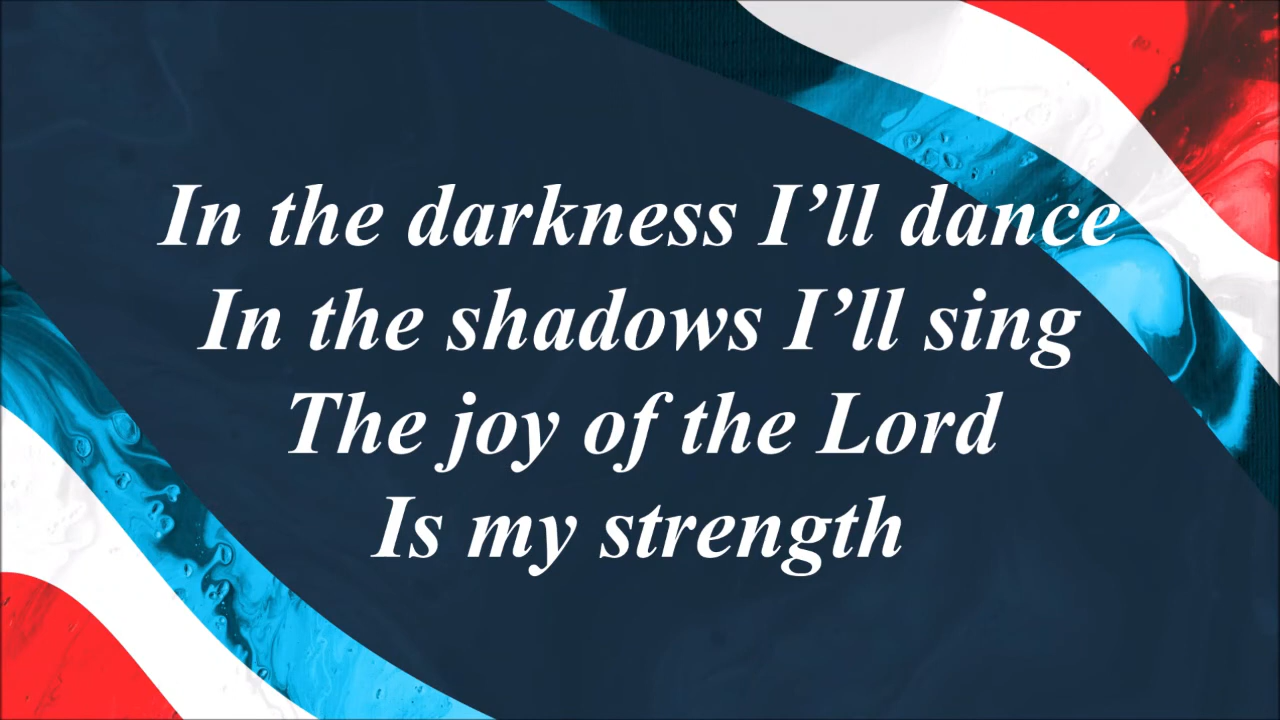 In the darkness I’ll dance
In the shadows I’ll sing
The joy of the Lord
Is my strength